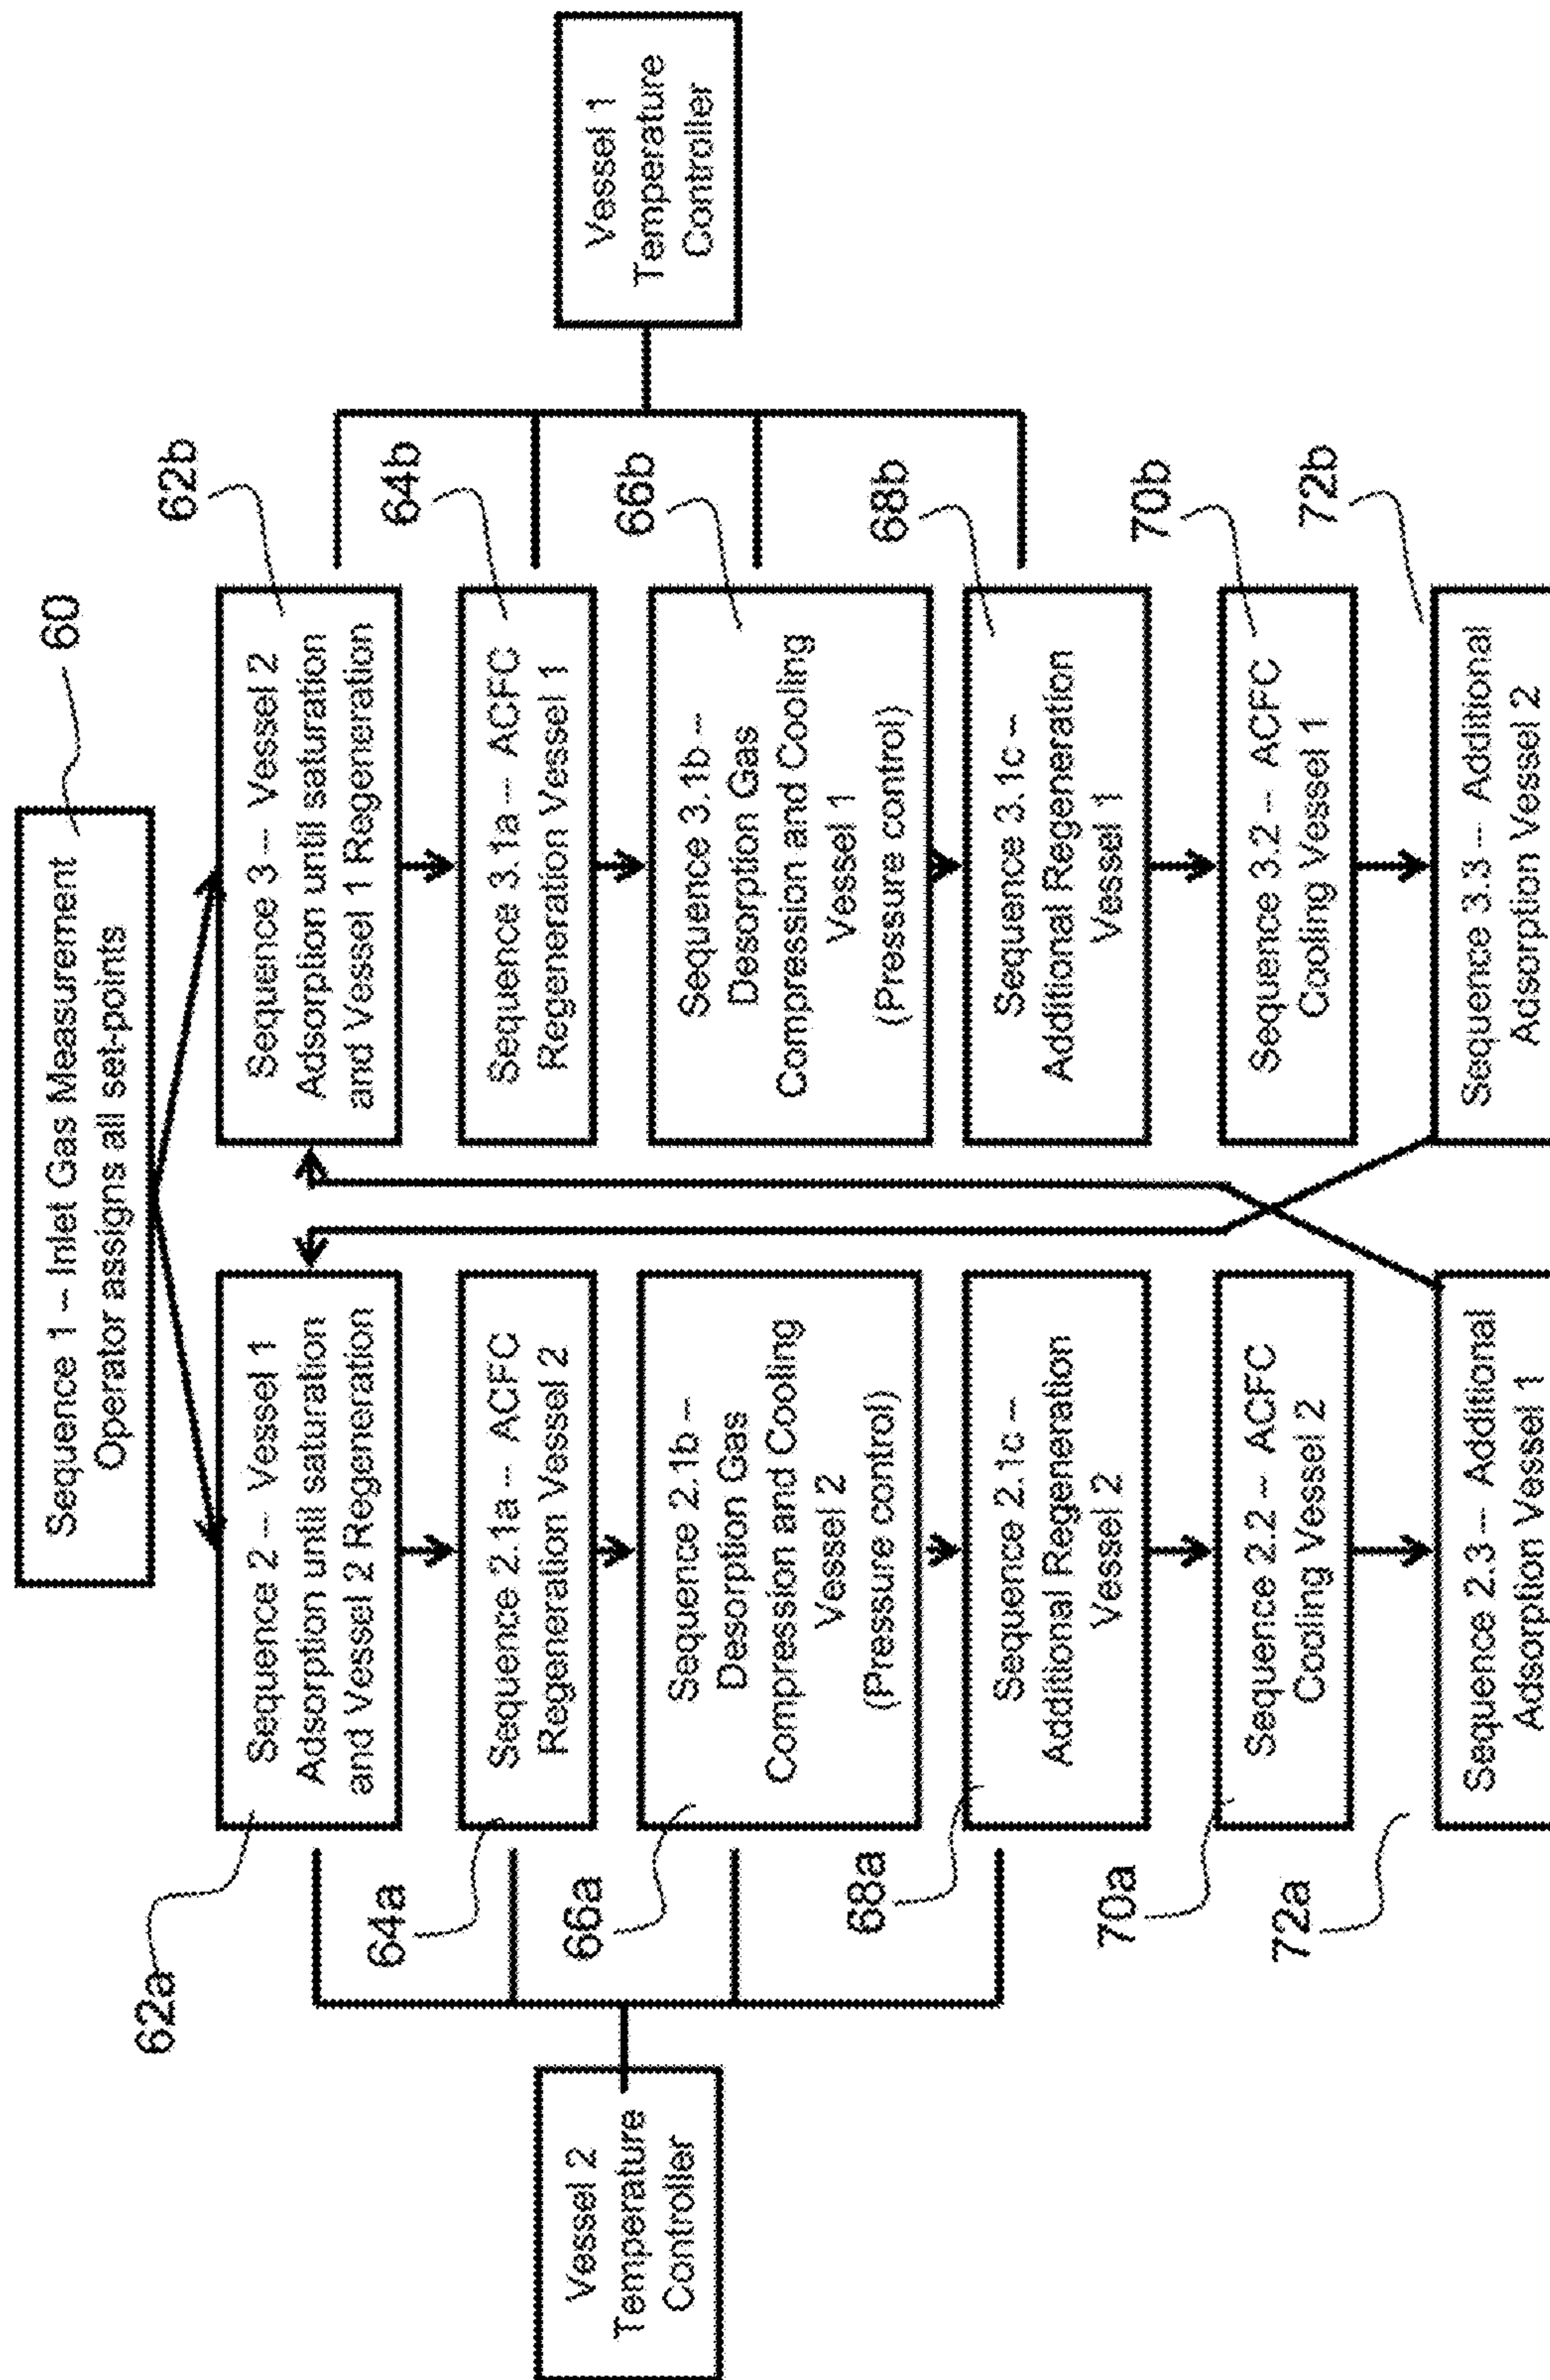 Sequence 1 – Inlet Gas Measurement
Operator assigns all set-points
60
Sequence 2 – Vessel 1
Adsorption until saturation
and Vessel 2 Regeneration
62a
Sequence 2.1a – ACFC
Regeneration Vessel 2
64a
Sequence 2.1b –
Desorption Gas
Compression and Cooling
Vessel 2
(Pressure control)
66a
Sequence 2.1c –
Additional Regeneration
Vessel 2
68a
Sequence 2.2 – ACFC
Cooling Vessel 2
70a
Sequence 2.3 – Additional
Adsorption Vessel 1
72a
Vessel 2
Temperature
Controller
Sequence 3 – Vessel 2
Adsorption until saturation
and Vessel 1 Regeneration
62b
Sequence 3.1a – ACFC
Regeneration Vessel 1
64b
Sequence 3.1b –
Desorption Gas
Compression and Cooling
Vessel 1
(Pressure control)
66b
Sequence 3.1c –
Additional Regeneration
Vessel 1
68b
Sequence 3.2 – ACFC
Cooling Vessel 1
70b
Sequence 3.3 – Additional
Adsorption Vessel 2
72b
Vessel 1
Temperature
Controller